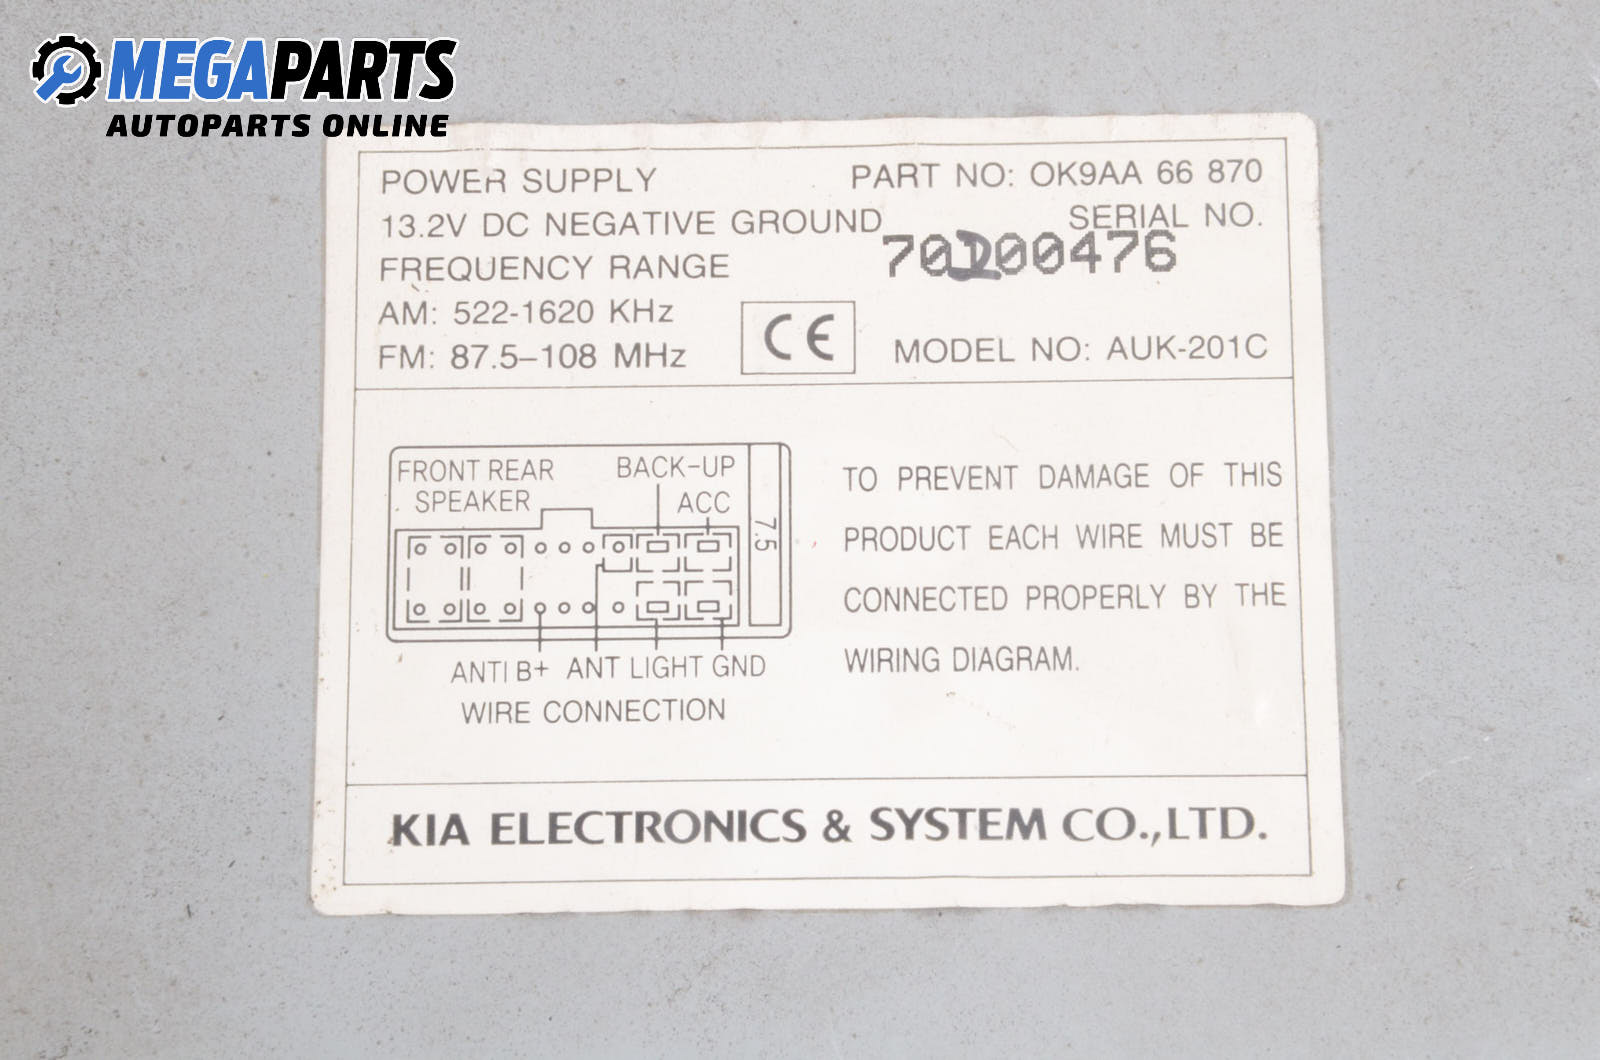 MEGAPARTS
AUTOPARTS ONLINE
POWER SUPPLY
13.2V DC NEGATIVE GROUND
FREQUENCY RANGE
AM: 522-1620 KHz
FM: 87.5–108 MHz
CE
PART NO: OK9AA 66 870
SERIAL NO.
MODEL NO: AUK-201C
FRONT REAR
SPEAKER
BACK-UP
ACC
7.5
ANTI B+ ANT LIGHT GND
WIRE CONNECTION
TO PREVENT DAMAGE OF THIS
PRODUCT EACH WIRE MUST BE
CONNECTED PROPERLY BY THE
WIRING DIAGRAM.
KIA ELECTRONICS & SYSTEM CO.,LTD.